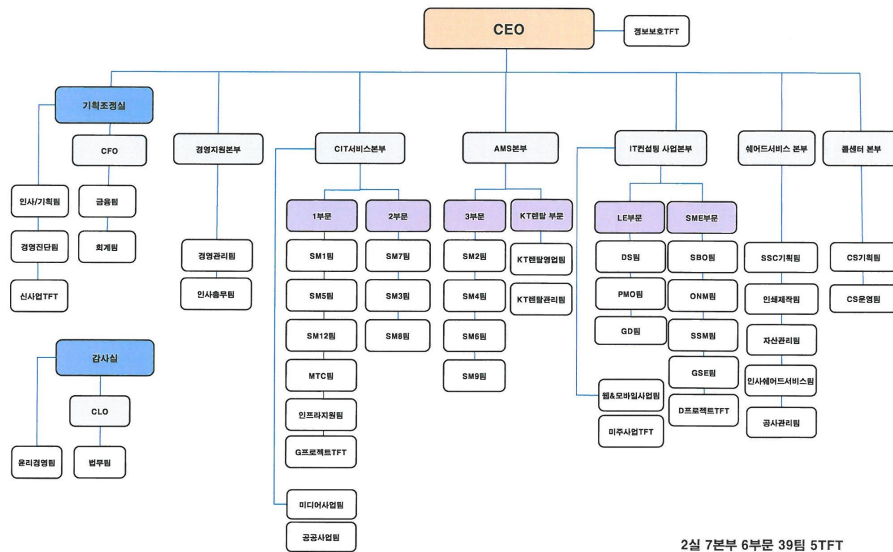 CEO
정보보호TFT
기획조정실
CFO
인사/기획팀
금융팀
경영진단팀
회계팀
신사업TFT
감사실
CLO
윤리경영팀
법무팀
경영지원본부
경영관리팀
인사총무팀
CIT서비스본부
1부문
SM1팀
SM5팀
SM12팀
MTC팀
인프라지원팀
G프로젝트TFT
2부문
SM7팀
SM3팀
SM8팀
미디어사업팀
공공사업팀
AMS본부
3부문
SM2팀
SM4팀
SM6팀
SM9팀
KT렌탈 부문
KT렌탈영업팀
KT렌탈관리팀
IT컨설팅 사업본부
LE부문
DS팀
PMO팀
GD팀
SME부문
SBO팀
ONM팀
SSM팀
GSE팀
D프로젝트TFT
웹&모바일사업팀
미주사업TFT
쉐어드서비스 본부
SSC기획팀
인쇄제작팀
자산관리팀
인사쉐어드서비스팀
공사관리팀
콜센터 본부
CS기획팀
CS운영팀
2실 7본부 6부문 39팀 5TFT